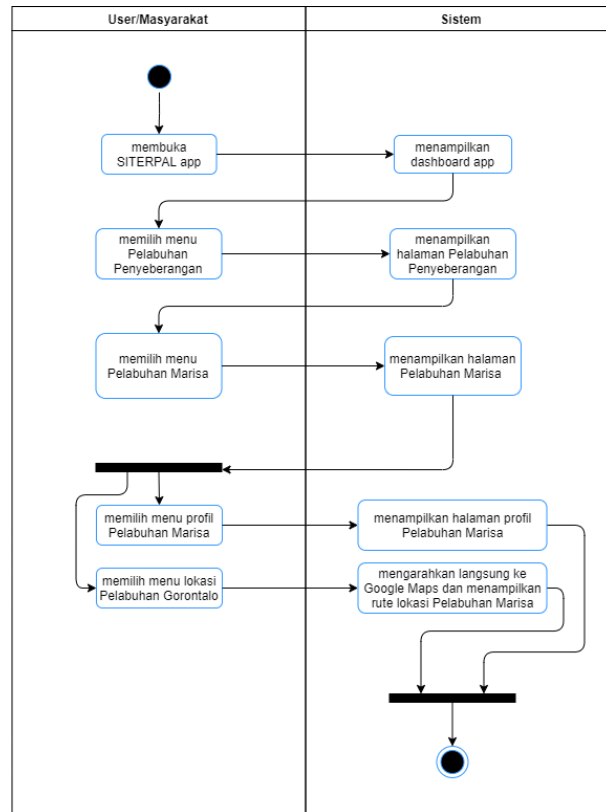 User/Masyarakat
Sistem
membuka
SITERPAL app
menampilkan
dashboard app
memilih menu
Pelabuhan
Penyeberangan
menampilkan
halaman Pelabuhan
Penyeberangan
memilih menu
Pelabuhan Marisa
menampilkan halaman
Pelabuhan Marisa
memilih menu profil
Pelabuhan Marisa
menampilkan halaman profil
Pelabuhan Marisa
memilih menu lokasi
Pelabuhan Gorontalo
mengarahkan langsung ke
Google Maps dan menampilkan
rute lokasi Pelabuhan Marisa